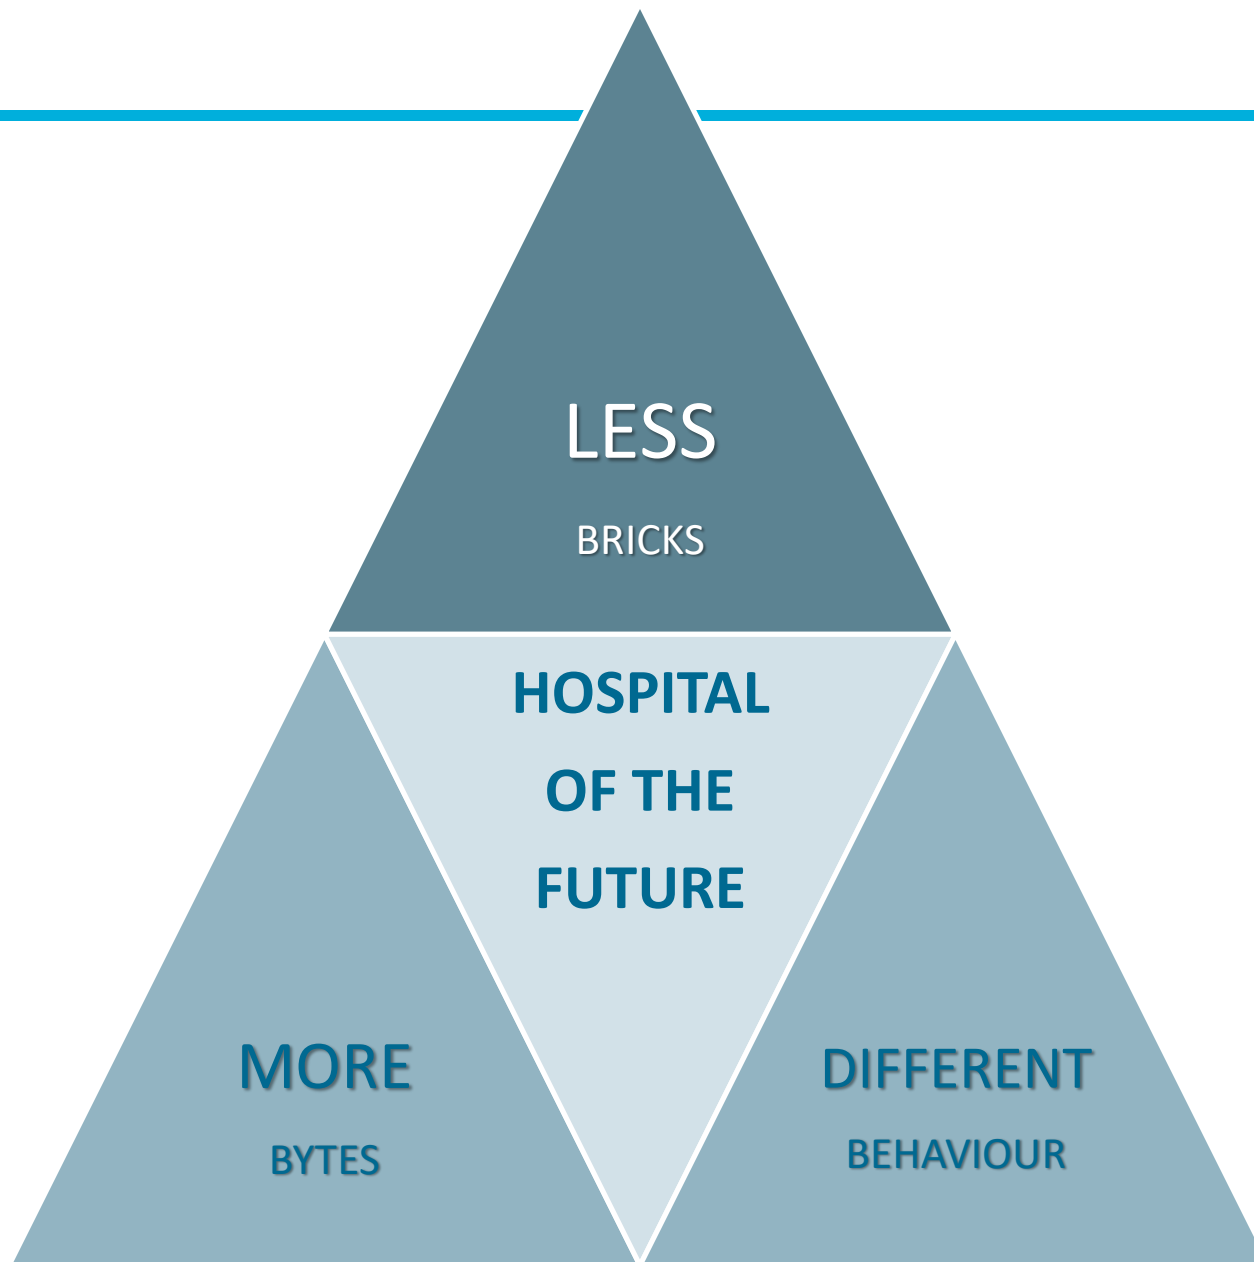 LESS
BRICKS
HOSPITAL
OF THE
FUTURE
MORE
BYTES
DIFFERENT
BEHAVIOUR